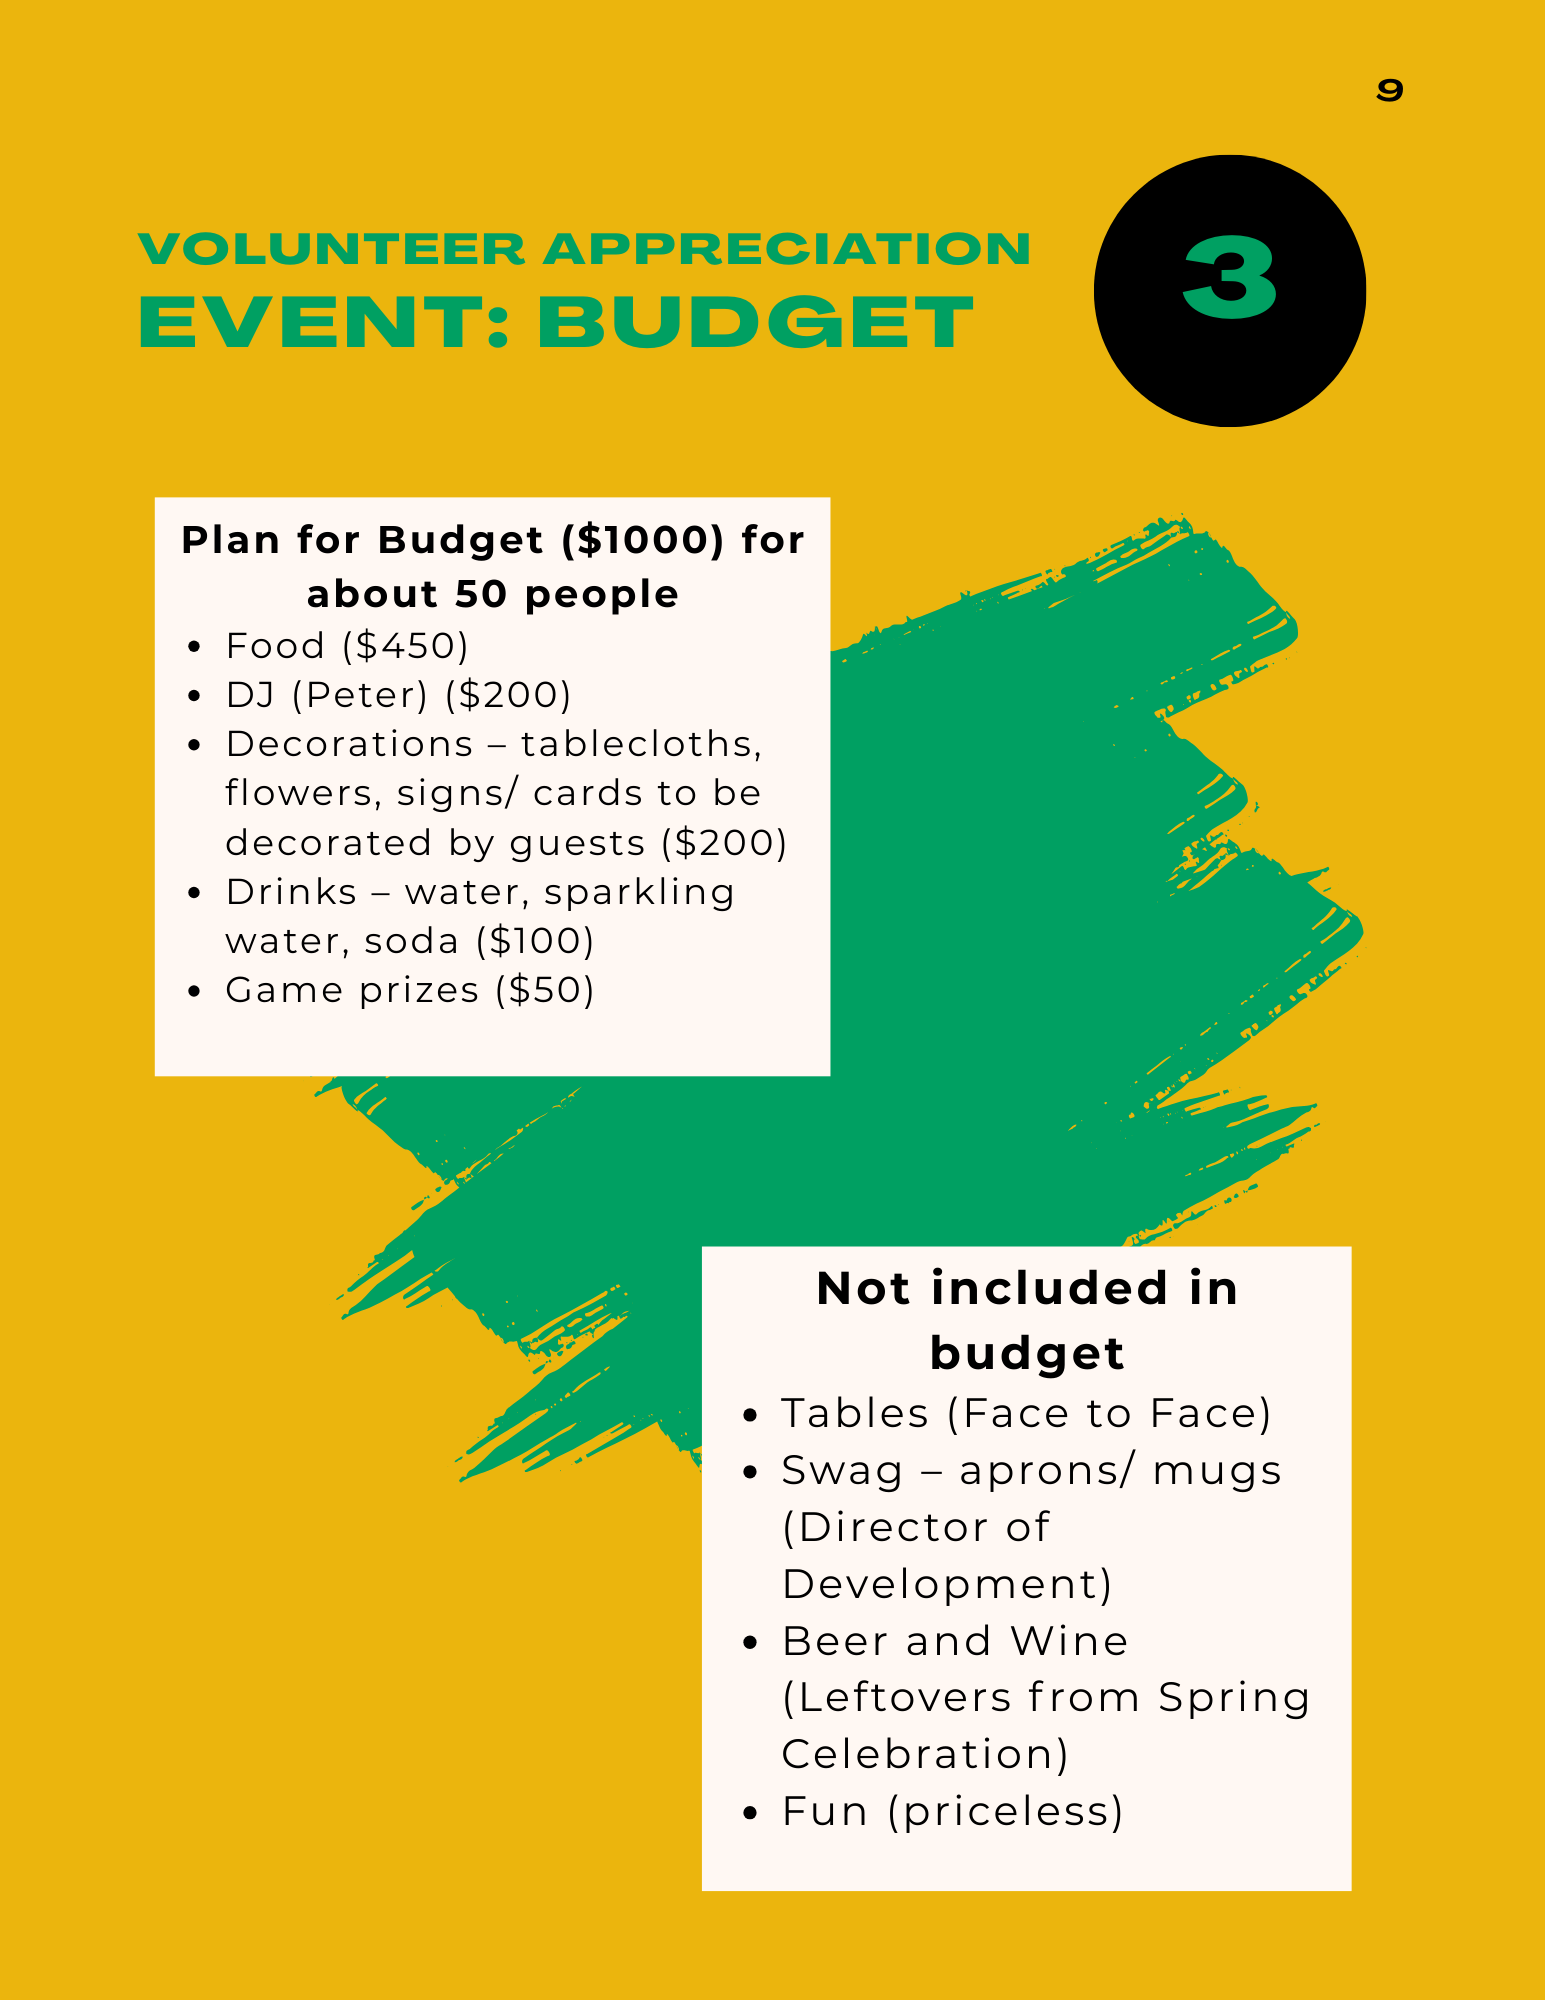 9
VOLUNTEER APPRECIATION
EVENT: BUDGET
3
Plan for Budget ($1000) for
about 50 people
• Food ($450)
• DJ (Peter) ($200)
• Decorations – tablecloths,
flowers, signs/ cards to be
decorated by guests ($200)
• Drinks – water, sparkling
water, soda ($100)
• Game prizes ($50)
Not included in
budget
• Tables (Face to Face)
• Swag – aprons/ mugs
(Director of
Development)
• Beer and Wine
(Leftovers from Spring
Celebration)
• Fun (priceless)